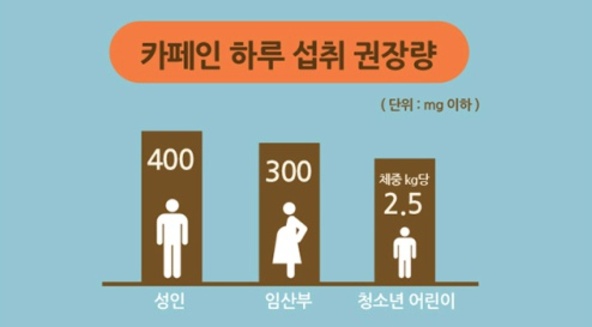 카페인 하루 섭취 권장량
( 단위 : mg 이하 )
400
300
체중 kg당
2.5
성인
임산부
청소년 어린이